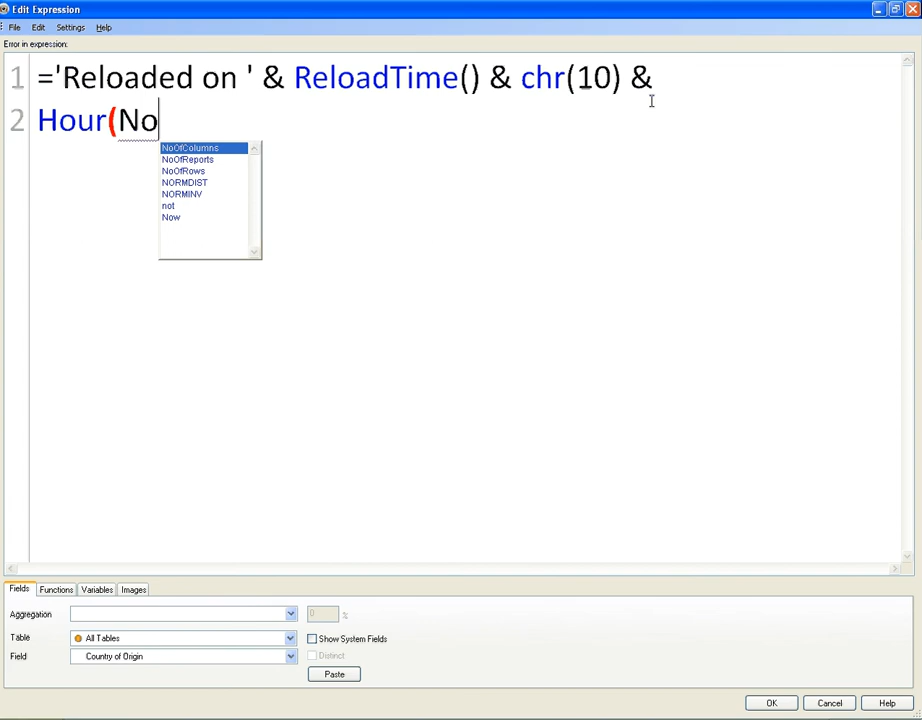 Edit Expression
File Edit Settings Help
Error in expression:
1 ='Reloaded on ' & ReloadTime() & chr(10) &
2 Hour(No
NoOfColumns
NoOfReports
NoOfRows
NORMDIST
NORMINV
not
Now
Fields Functions Variables Images
Aggregation 0 %
Table All Tables Show System Fields
Field Country of Origin Distinct
Paste
OK Cancel Help